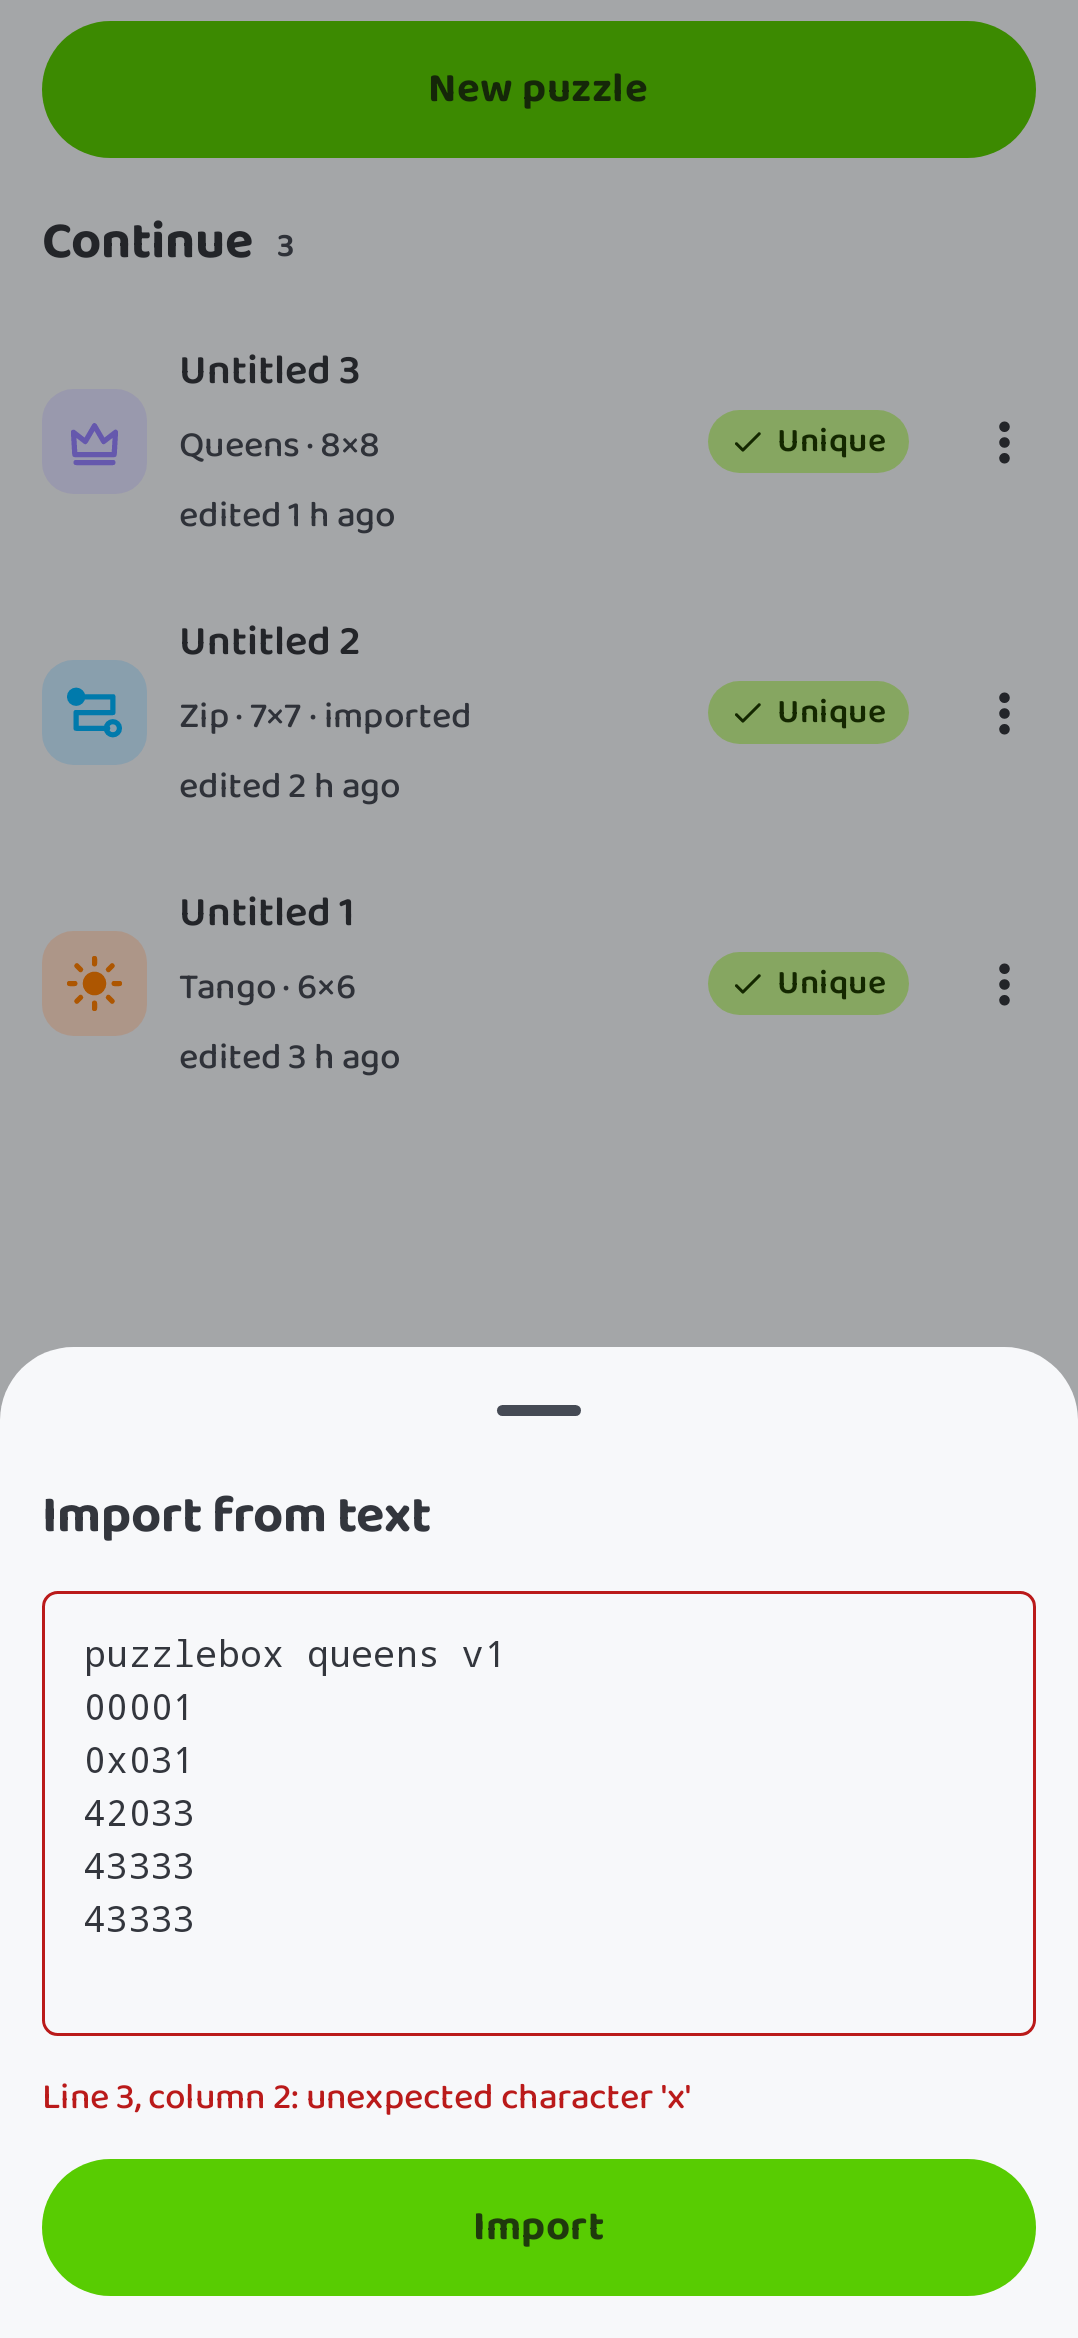 New puzzle
Continue 3
Untitled 3
Queens · 8×8
edited 1 h ago
Unique
Untitled 2
Zip · 7×7 · imported
edited 2 h ago
Unique
Untitled 1
Tango · 6×6
edited 3 h ago
Unique
Import from text
puzzlebox queens v1
00001
0x031
42033
43333
43333
Line 3, column 2: unexpected character 'x'
Import